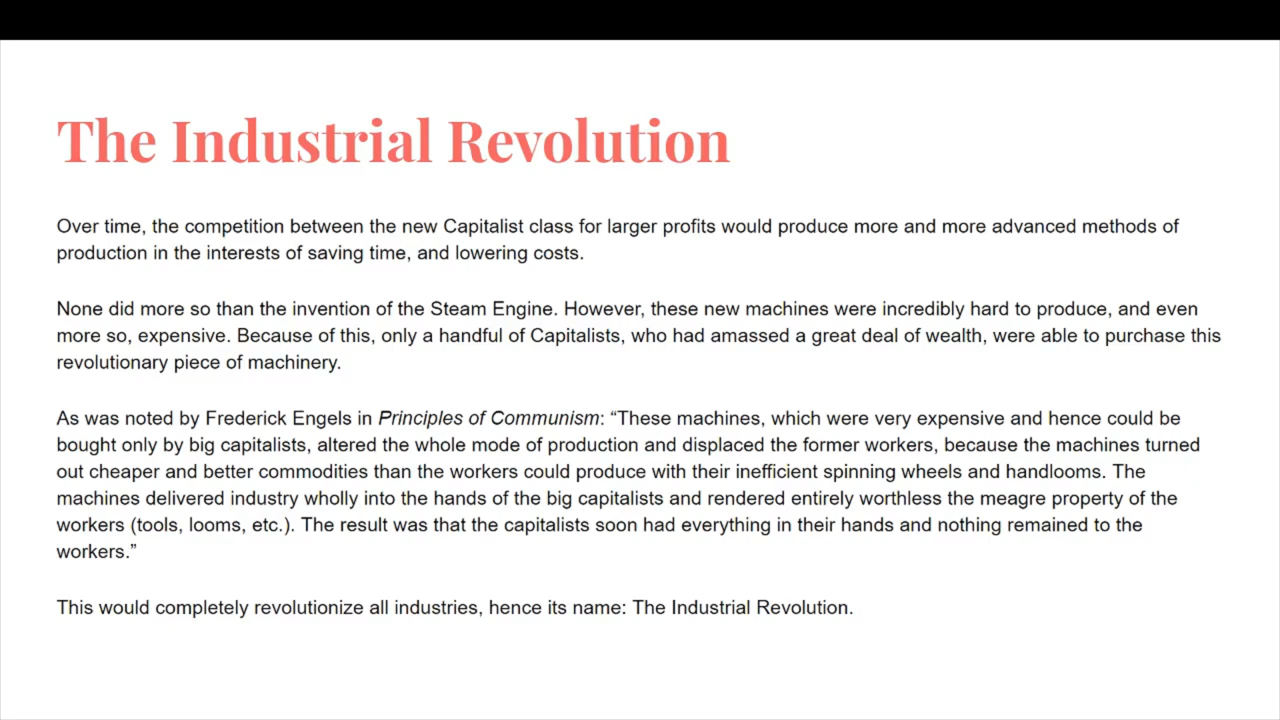 The Industrial Revolution
Over time, the competition between the new Capitalist class for larger profits would produce more and more advanced methods of
production in the interests of saving time, and lowering costs.
None did more so than the invention of the Steam Engine. However, these new machines were incredibly hard to produce, and even
more so, expensive. Because of this, only a handful of Capitalists, who had amassed a great deal of wealth, were able to purchase this
revolutionary piece of machinery.
As was noted by Frederick Engels in Principles of Communism: “These machines, which were very expensive and hence could be
bought only by big capitalists, altered the whole mode of production and displaced the former workers, because the machines turned
out cheaper and better commodities than the workers could produce with their inefficient spinning wheels and handlooms. The
machines delivered industry wholly into the hands of the big capitalists and rendered entirely worthless the meagre property of the
workers (tools, looms, etc.). The result was that the capitalists soon had everything in their hands and nothing remained to the
workers.”
This would completely revolutionize all industries, hence its name: The Industrial Revolution.